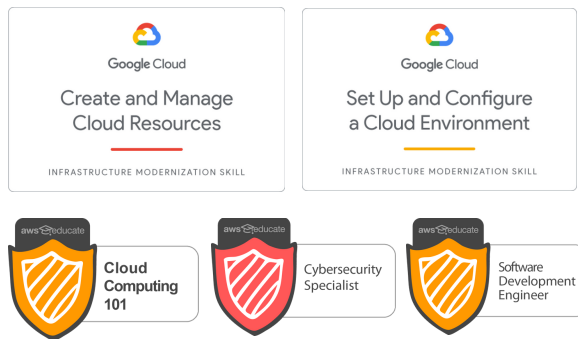 Google Cloud
Create and Manage
Cloud Resources
INFRASTRUCTURE MODERNIZATION SKILL
Google Cloud
Set Up and Configure
a Cloud Environment
INFRASTRUCTURE MODERNIZATION SKILL
aws educate
Cloud
Computing
101
aws educate
Cybersecurity
Specialist
aws educate
Software
Development
Engineer